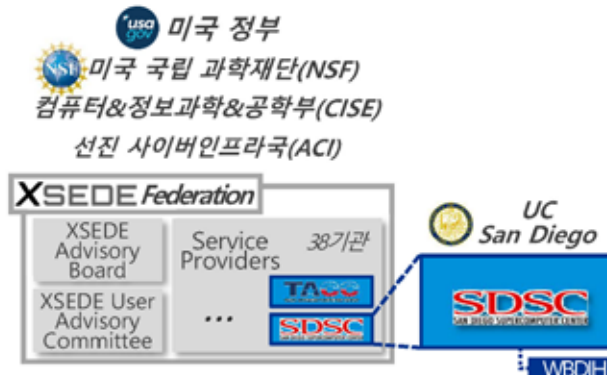 usa
gov
미국 정부
NSF
미국 국립 과학재단(NSF)
컴퓨터&정보과학&공학부(CISE)
선진 사이버인프라국(ACI)
XSEDE Federation
XSEDE
Advisory
Board
XSEDE User
Advisory
Committee
Service
Providers
38기관
TACC
...
SDSC
UC
San Diego
SDSC
SAN DIEGO SUPERCOMPUTER CENTER
WBDIH